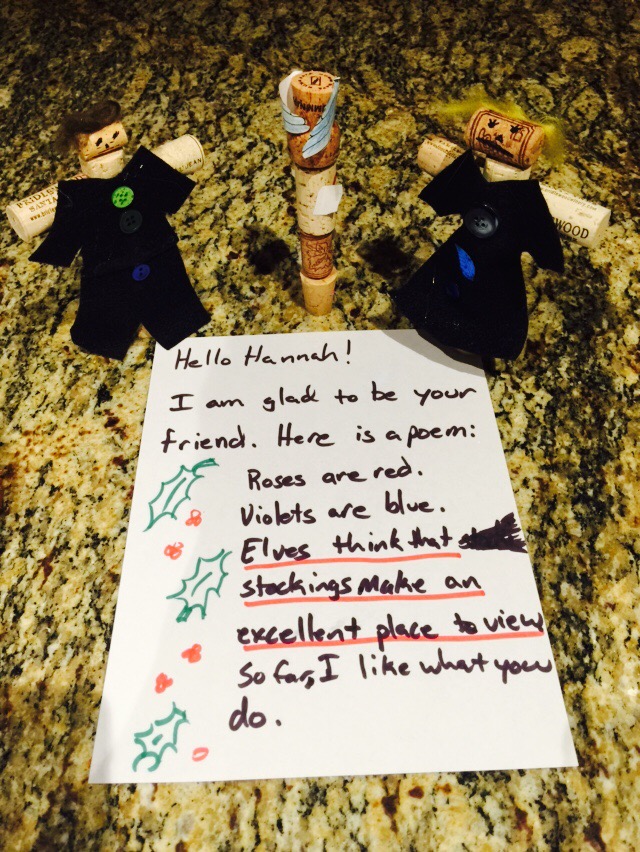 WOOD
Hello Hannah!
I am glad to be your
friend. Here is a poem:
Roses are red.
Violets are blue.
Elves think that
stockings make an
excellent place to view
So far, I like what you
do.